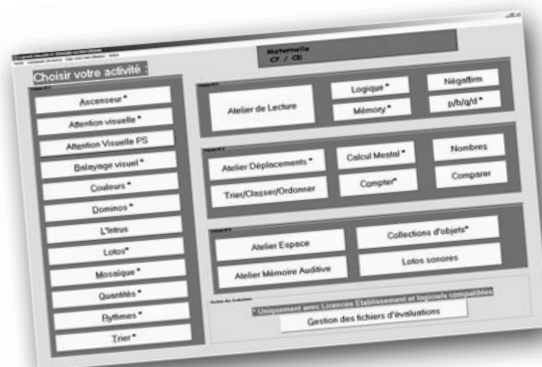 Choisir votre activité :
Ascenseur *
Attention visuelle *
Attention Visuelle PS
Balayage visuel *
Couleurs *
Dominos *
L'Intrus
Lotos*
Mosaïque *
Quantités *
Rythmes *
Trier *
Maternelle
CP / CE
Atelier de Lecture
Logique *
Mémory *
Négaffirm
p/b/q/d *
Atelier Déplacements *
Trier/Classer/Ordonner
Calcul Mental *
Compter*
Nombres
Comparer
Atelier Espace
Atelier Mémoire Auditive
Collections d'objets*
Lotos sonores
* Uniquement avec Licences Etablissement et logiciels compatibles
Gestion des fichiers d'évaluations